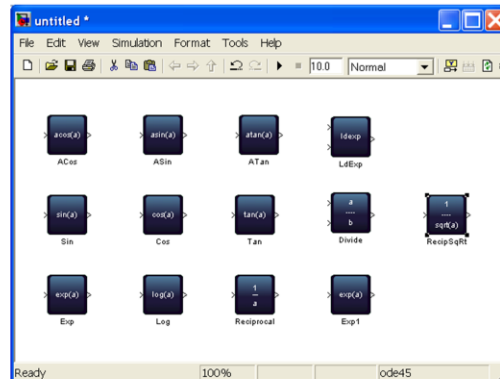 untitled *
File Edit View Simulation Format Tools Help
10.0 Normal
acos(a) asin(a) atan(a) ldexp
ACos ASin ATan LdExp
sin(a) cos(a) tan(a) a ---- b 1 ---- sqrt(a)
Sin Cos Tan Divide RecipSqRt
exp(a) log(a) 1 — a exp(a)
Exp Log Reciprocal Exp1
Ready 100% ode45